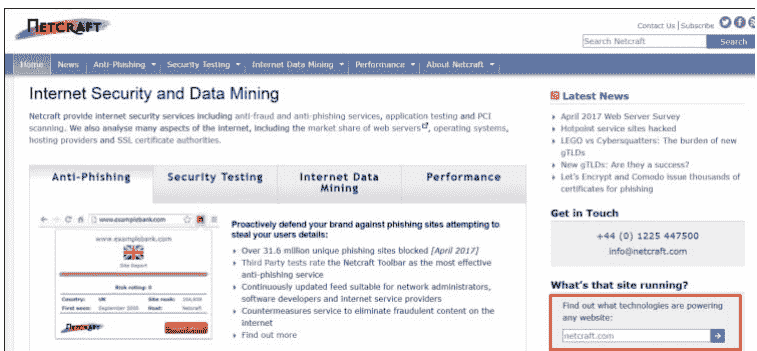 NETCRAFT
Contact Us | Subscribe
Search Netcraft
Search
Home News Anti-Phishing Security Testing Internet Data Mining Performance About Netcraft
Internet Security and Data Mining
Netcraft provide internet security services including anti-fraud and anti-phishing services, application testing and PCI
scanning. We also analyse many aspects of the internet, including the market share of web servers, operating systems,
hosting providers and SSL certificate authorities.
Anti-Phishing
Security Testing
Internet Data
Mining
Performance
www.examplebank.com
www.examplebank.com
Site Report
Risk rating: 0
Country: UK
Site rank:
First seen: September 2005
Host: Netcraft
NETCRAFT
Proactively defend your brand against phishing sites attempting to
steal your users details:
Over 31.6 million unique phishing sites blocked [April 2017]
Third Party tests rate the Netcraft Toolbar as the most effective
anti-phishing service
Continuously updated feed suitable for network administrators,
software developers and internet service providers
Countermeasures service to eliminate fraudulent content on the
internet
Find out more
Latest News
April 2017 Web Server Survey
Hotpoint service sites hacked
LEGO vs Cybersquatters: The burden of new
gTLDs
New gTLDs: Are they a success?
Let's Encrypt and Comodo issue thousands of
certificates for phishing
Get in Touch
+44 (0) 1225 447500
info@netcraft.com
What's that site running?
Find out what technologies are powering
any website:
netcraft.com